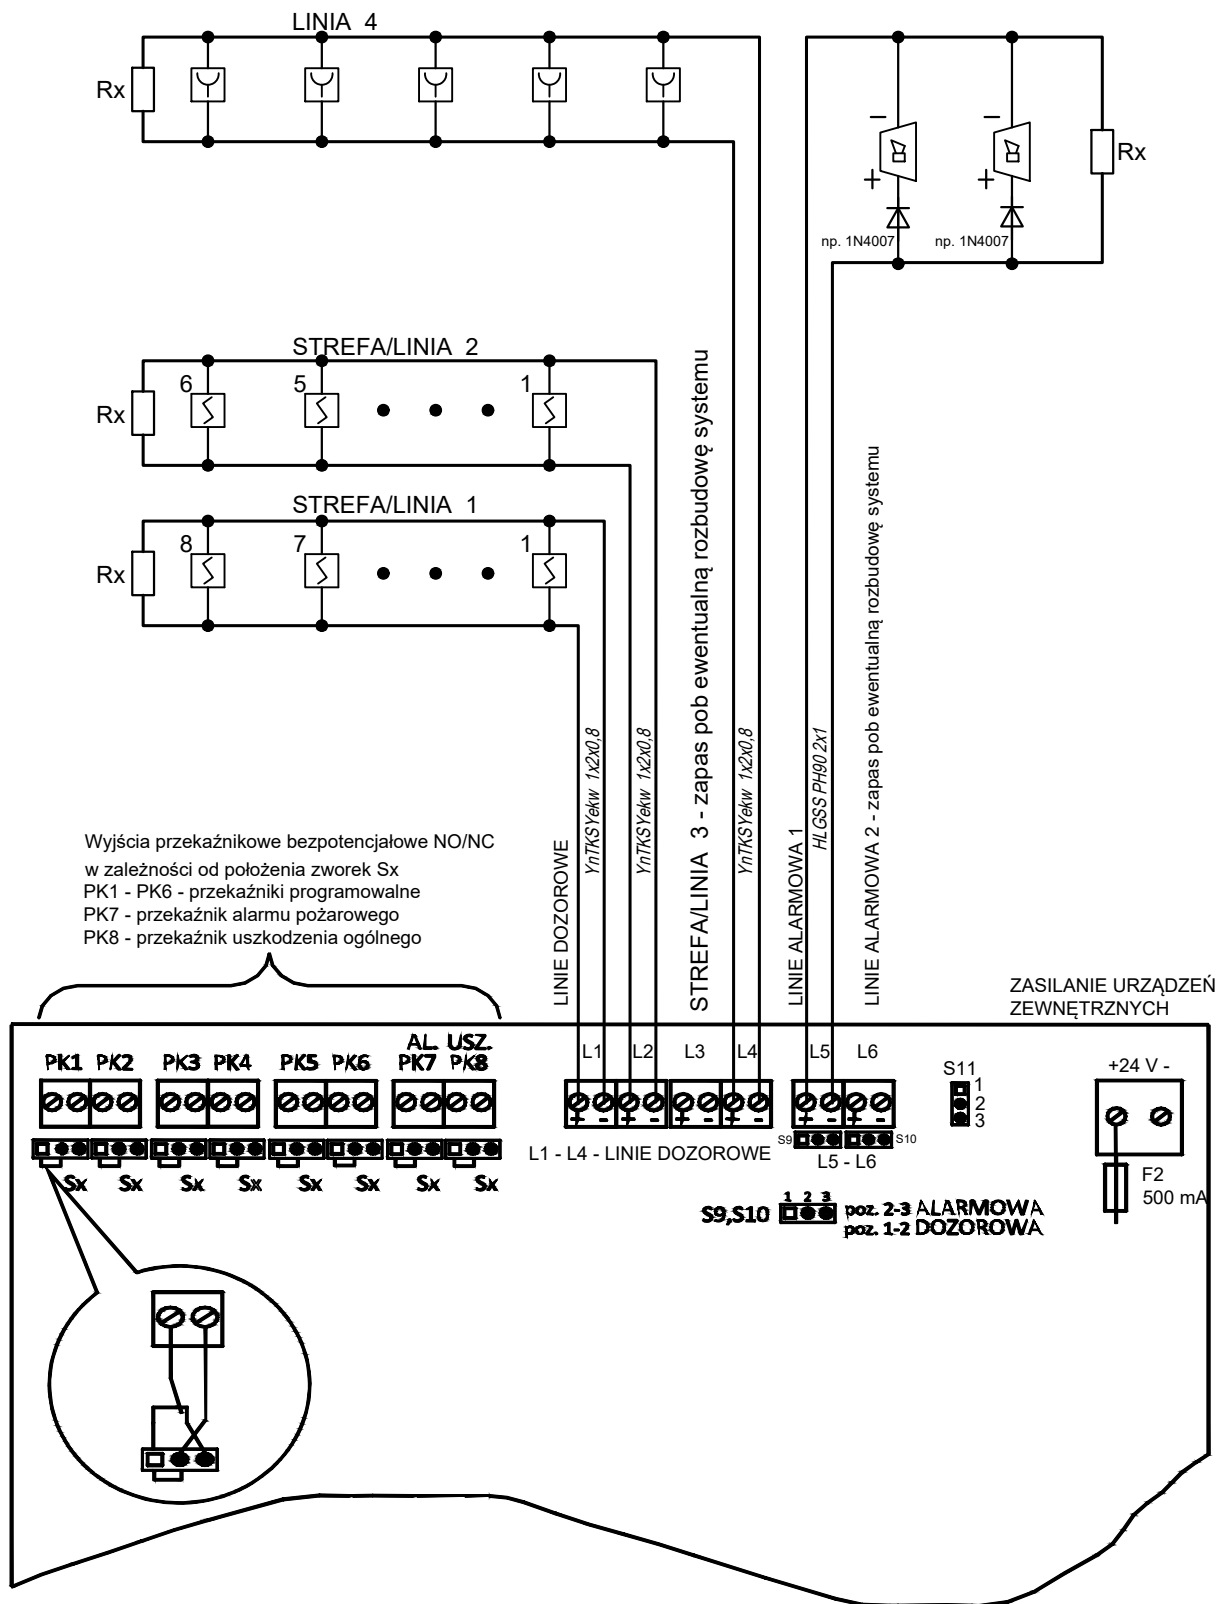 LINIA 4
Rx
Rx
np. 1N4007
np. 1N4007
STREFA/LINIA 2
6
5
1
Rx
STREFA/LINIA 1
8
7
1
Rx
LINIE DOZOROWE
YnTKSYekw 1x2x0,8
YnTKSYekw 1x2x0,8
STREFA/LINIA 3 - zapas pob ewentualną rozbudowę systemu
YnTKSYekw 1x2x0,8
LINIE ALARMOWA 1
HLGSS PH90 2x1
LINIE ALARMOWA 2 - zapas pob ewentualną rozbudowę systemu
Wyjścia przekaźnikowe bezpotencjałowe NO/NC
w zależności od położenia zworek Sx
PK1 - PK6 - przekaźniki programowalne
PK7 - przekaźnik alarmu pożarowego
PK8 - przekaźnik uszkodzenia ogólnego
ZASILANIE URZĄDZEŃ
ZEWNĘTRZNYCH
AL. USZ.
PK1 PK2 PK3 PK4 PK5 PK6 PK7 PK8
L1 L2 L3 L4 L5 L6
+ - + - + - + - + - + -
S11
1
2
3
+24 V -
F2
500 mA
S9 S10
L1 - L4 - LINIE DOZOROWE
L5 - L6
Sx Sx Sx Sx Sx Sx Sx Sx
1 2 3
S9,S10 poz. 2-3 ALARMOWA
poz. 1-2 DOZOROWA